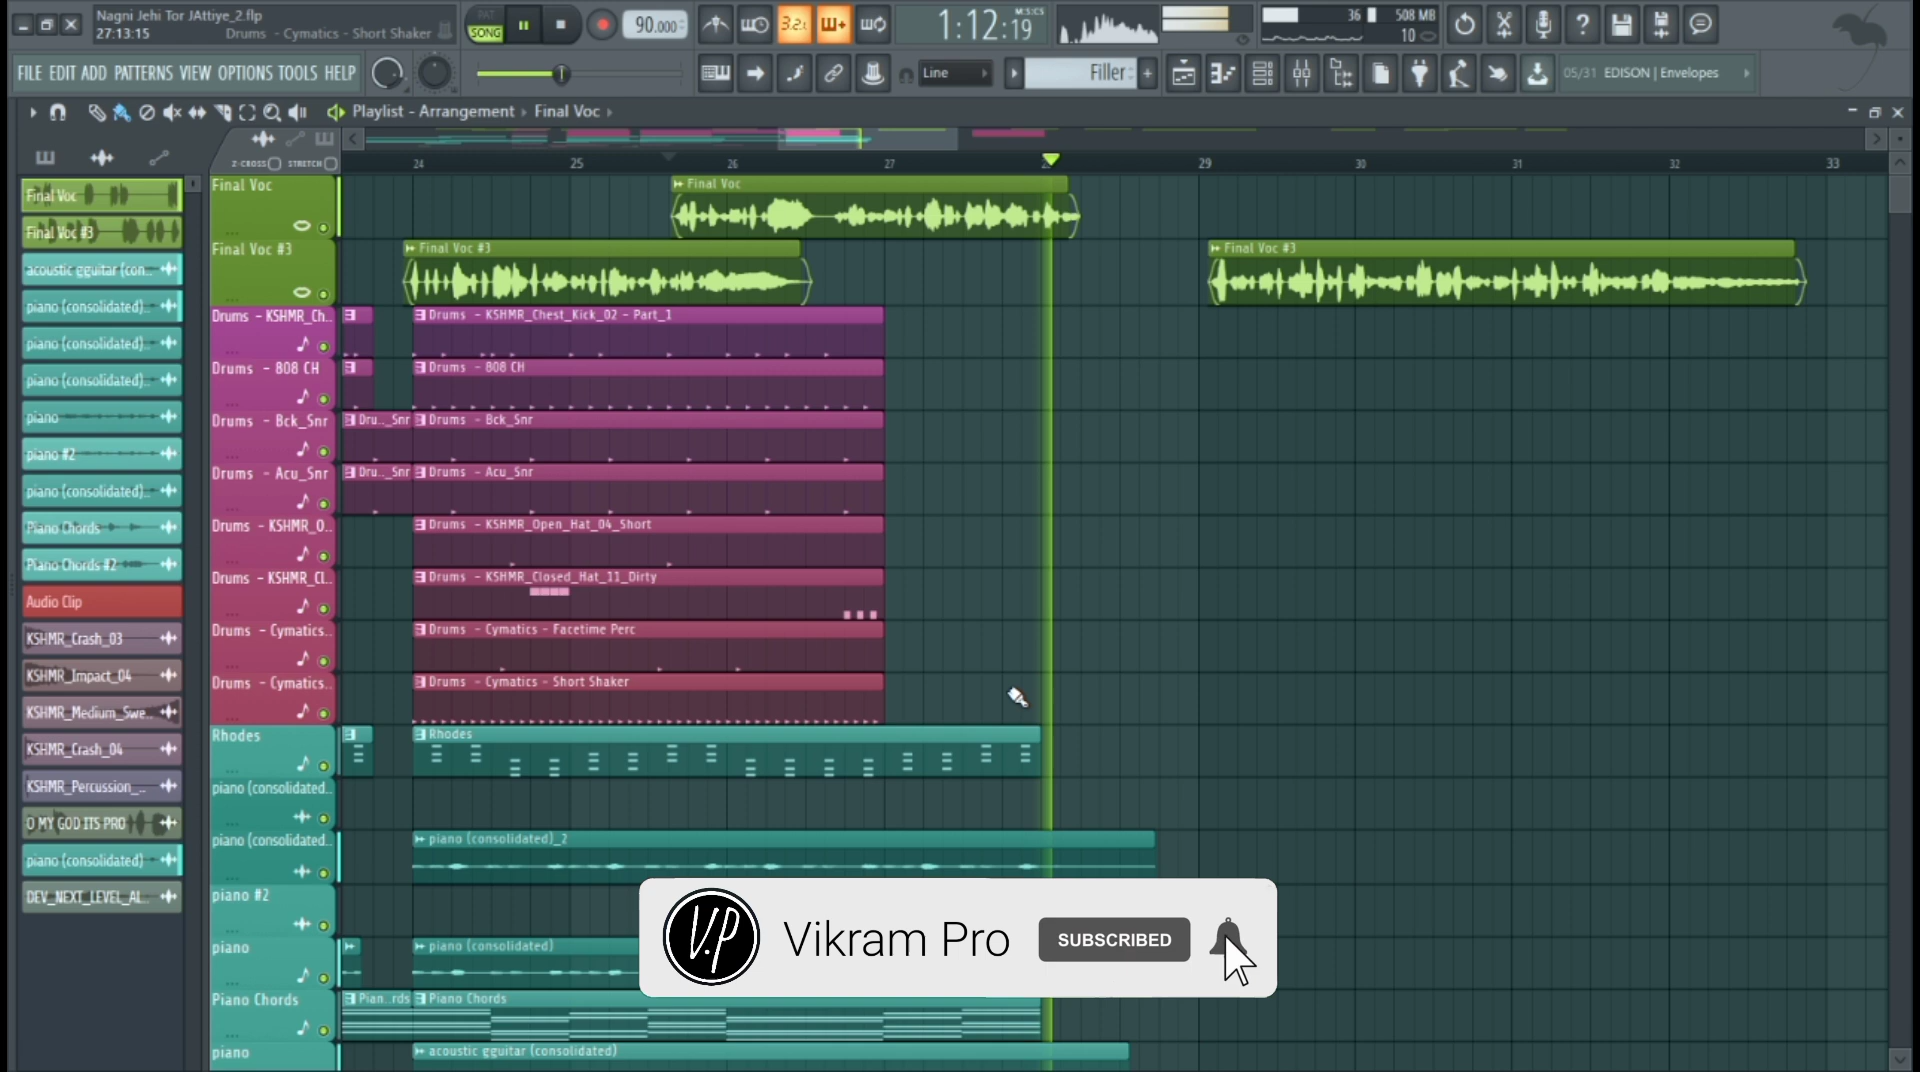 Nagni Jehi Tor JAttiye_2.flp
27:13:15
Drums - Cymatics - Short Shaker
PAT
SONG
90.000
3.2.1
1:12:19
M:S:CS
36
508 MB
10
FILE EDIT ADD PATTERNS VIEW OPTIONS TOOLS HELP
Line
Filler
05/31 EDISON | Envelopes
Playlist - Arrangement › Final Voc ›
Z-CROSS
STRETCH
24
25
26
27
29
30
31
32
33
Final Voc
Final Voc #3
acoustic gguitar (con..
piano (consolidated)..
piano (consolidated)..
piano (consolidated)..
piano
piano #2
piano (consolidated)..
Piano Chords
Piano Chords #2
Audio Clip
KSHMR_Crash_03
KSHMR_Impact_04
KSHMR_Medium_Swe..
KSHMR_Crash_04
KSHMR_Percussion_..
O MY GOD ITS PRO
piano (consolidated)
DEV_NEXT_LEVEL_AL..
Final Voc
Final Voc
Final Voc #3
Final Voc #3
Final Voc #3
Drums - KSHMR_Ch..
Drums - KSHMR_Chest_Kick_02 - Part_1
Drums - 808 CH
Drums - 808 CH
Drums - Bck_Snr
Dru.._Snr
Drums - Bck_Snr
Drums - Acu_Snr
Dru.._Snr
Drums - Acu_Snr
Drums - KSHMR_O..
Drums - KSHMR_Open_Hat_04_Short
Drums - KSHMR_Cl..
Drums - KSHMR_Closed_Hat_11_Dirty
Drums - Cymatics..
Drums - Cymatics - Facetime Perc
Drums - Cymatics..
Drums - Cymatics - Short Shaker
Rhodes
Rhodes
piano (consolidated..
piano (consolidated..
piano (consolidated)_2
piano #2
piano
piano (consolidated)
Piano Chords
Pian..rds
Piano Chords
piano
acoustic gguitar (consolidated)
V.P
Vikram Pro
SUBSCRIBED